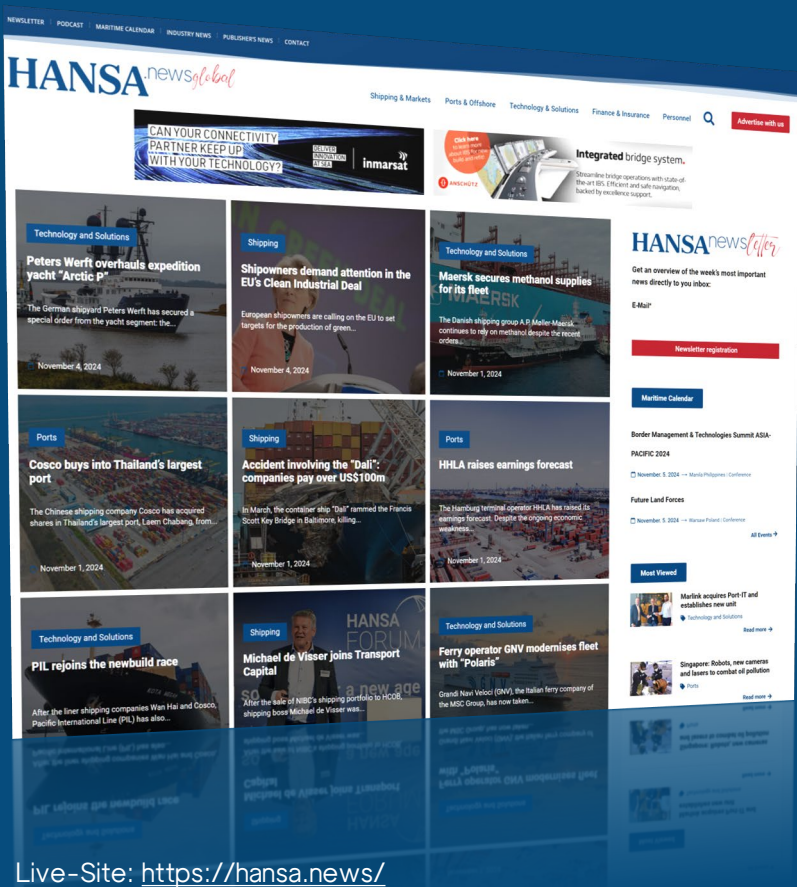 NEWSLETTER PODCAST MARITIME CALENDAR INDUSTRY NEWS PUBLISHER'S NEWS CONTACT
HANSA.news global
Shipping & Markets Ports & Offshore Technology & Solutions Finance & Insurance Personnel Advertise with us
CAN YOUR CONNECTIVITY
PARTNER KEEP UP
WITH YOUR TECHNOLOGY?
DELIVER
INNOVATION
AT SEA
inmarsat
Click here
ANSCHÜTZ
Integrated bridge system.
Streamline bridge operations with state-of-
the-art IBS. Efficient and safe navigation,
backed by excellence support.
Technology and Solutions
Peters Werft overhauls expedition
yacht "Arctic P"
The German shipyard Peters Werft has secured a
special order from the yacht segment: the...
November 4, 2024
Shipping
Shipowners demand attention in the
EU's Clean Industrial Deal
European shipowners are calling on the EU to set
targets for the production of green...
November 4, 2024
Technology and Solutions
Maersk secures methanol supplies
for its fleet
MAERSK
The Danish shipping group A.P. Møller-Maersk
continues to rely on methanol despite the recent
orders...
November 1, 2024
HANSAnewsletter
Get an overview of the week's most important
news directly to you inbox:
E-Mail*
Newsletter registration
Maritime Calendar
Border Management & Technologies Summit ASIA-
PACIFIC 2024
November. 5. 2024 → Manila Philippines | Conference
Future Land Forces
November. 5. 2024 → Warsaw Poland | Conference
All Events →
Ports
Cosco buys into Thailand's largest
port
The Chinese shipping company Cosco has acquired
shares in Thailand's largest port, Laem Chabang, from...
November 1, 2024
Shipping
Accident involving the "Dali":
companies pay over US$100m
In March, the container ship "Dali" rammed the Francis
Scott Key Bridge in Baltimore, killing...
November 1, 2024
Ports
HHLA raises earnings forecast
The Hamburg terminal operator HHLA has raised its
earnings forecast. Despite the ongoing economic
weakness...
November 1, 2024
Most Viewed
Marlink acquires Port-IT and
establishes new unit
Technology and Solutions
Read more →
Singapore: Robots, new cameras
and lasers to combat oil pollution
Ports
Read more →
Technology and Solutions
PIL rejoins the newbuild race
After the liner shipping companies Wan Hai and Cosco,
Pacific International Line (PIL) has also...
Shipping
HANSA
FORUM
Michael de Visser joins Transport
Capital
a new age
After the sale of NIBC's shipping portfolio to HCOB,
shipping boss Michael de Visser was...
Technology and Solutions
Ferry operator GNV modernises fleet
with "Polaris"
Grandi Navi Veloci (GNV), the Italian ferry company of
the MSC Group, has now taken...
Live-Site: https://hansa.news/